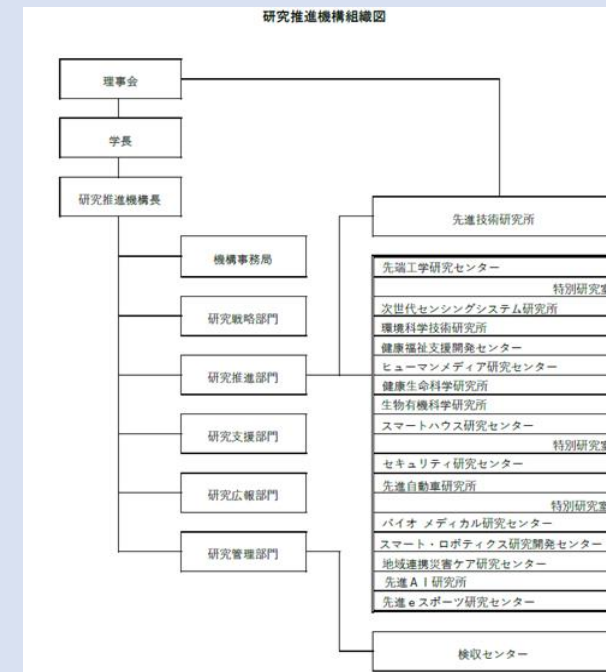 研究推進機構組織図
理事会
学長
研究推進機構長
先進技術研究所
機構事務局
先端工学研究センター
特別研究室
研究戦略部門
次世代センシングシステム研究所
環境科学技術研究所
健康福祉支援開発センター
研究推進部門
ヒューマンメディア研究センター
健康生命科学研究所
生物有機科学研究所
スマートハウス研究センター
研究支援部門
特別研究室
セキュリティ研究センター
先進自動車研究所
研究広報部門
特別研究室
バイオ メディカル研究センター
スマート・ロボティクス研究開発センター
研究管理部門
地域連携災害ケア研究センター
先進AI研究所
先進eスポーツ研究センター
検収センター